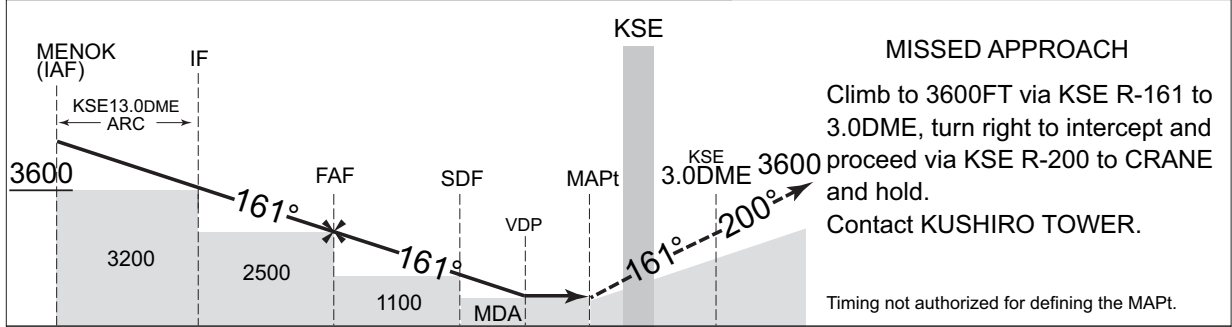 KSE
MENOK
(IAF)
IF
KSE13.0DME
ARC
3600
161°
FAF
SDF
MAPt
VDP
KSE
3.0DME
3600
161°
161°
200°
3200
2500
1100
MDA
MISSED APPROACH
Climb to 3600FT via KSE R-161 to
3.0DME, turn right to intercept and
proceed via KSE R-200 to CRANE
and hold.
Contact KUSHIRO TOWER.
Timing not authorized for defining the MAPt.